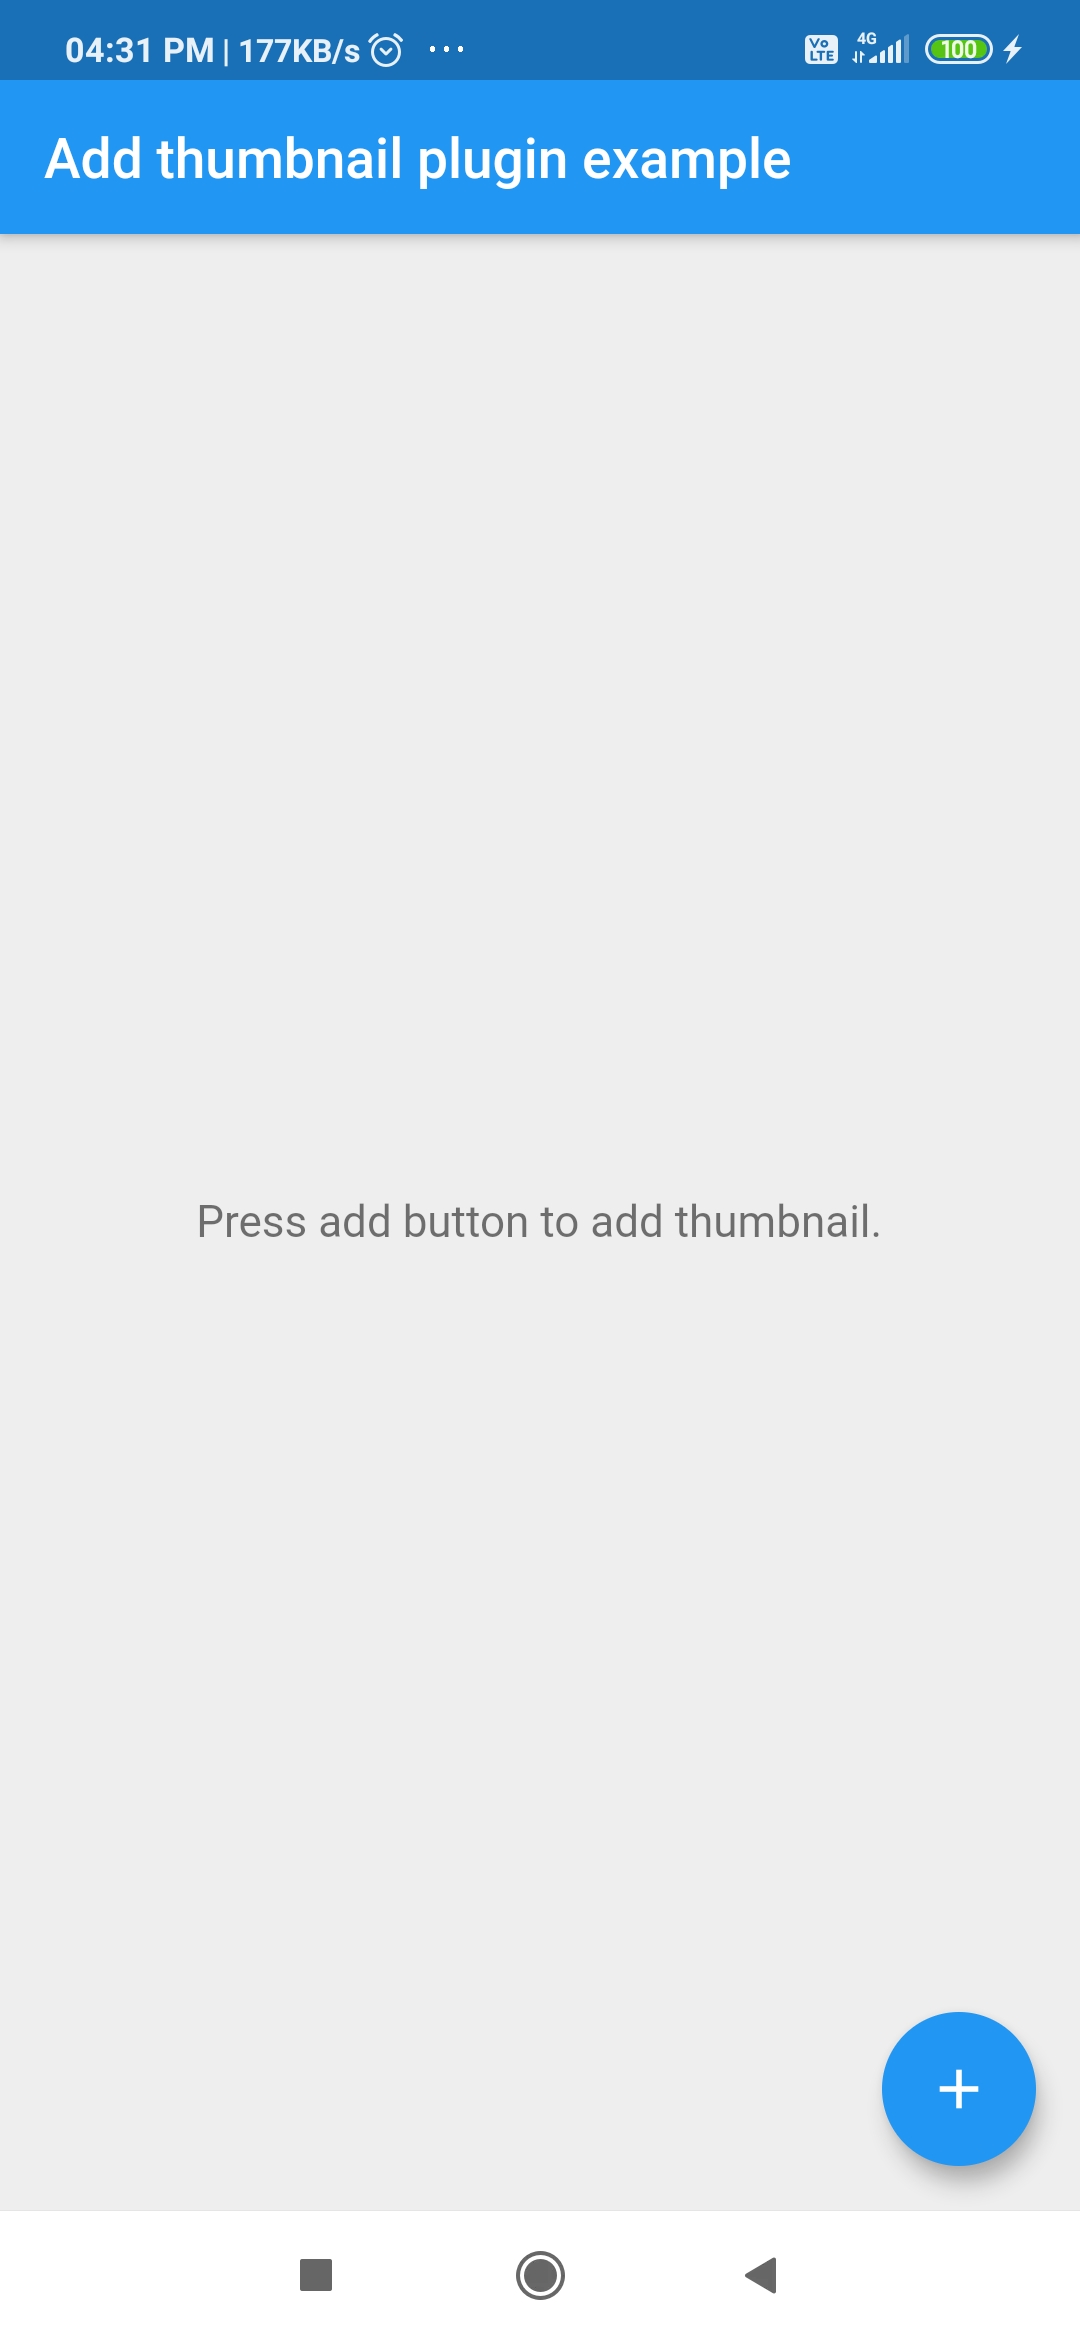 04:31 PM | 177KB/s ... Vo LTE 4G 100
Add thumbnail plugin example
Press add button to add thumbnail.